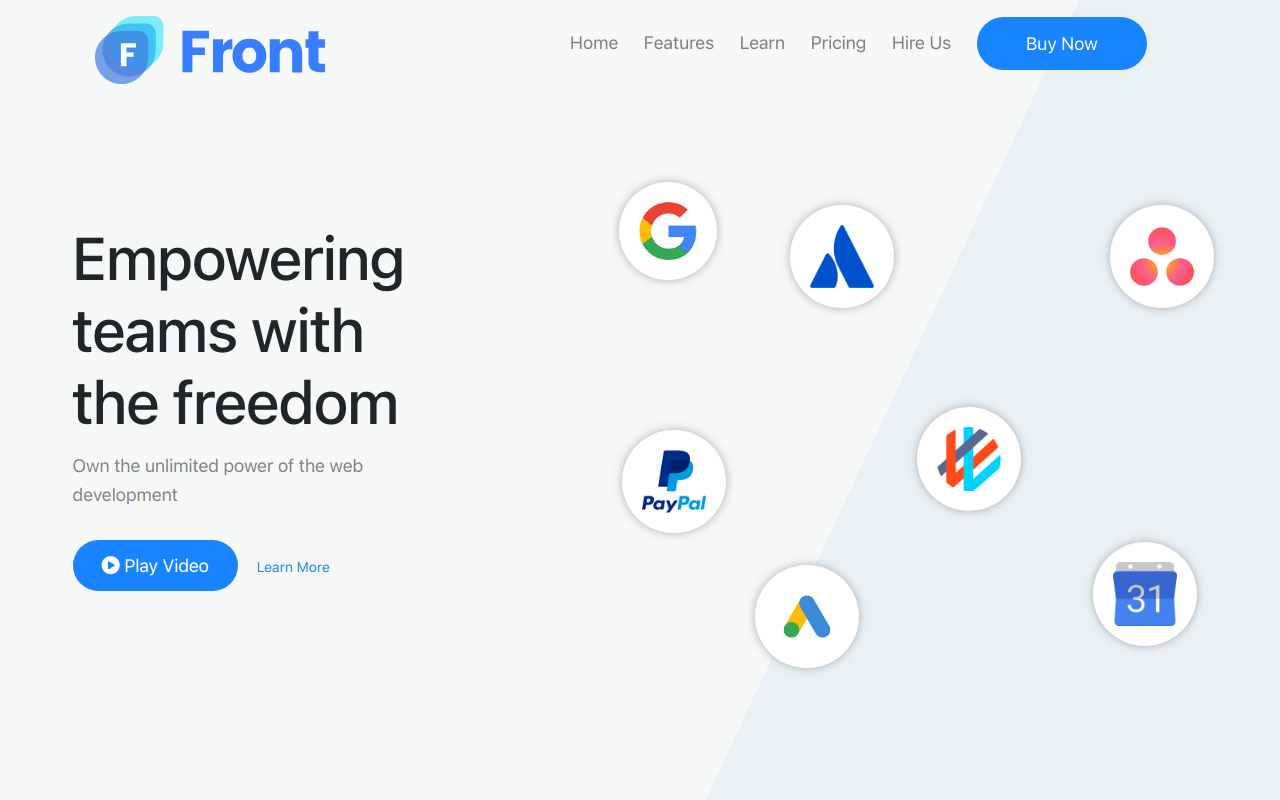 F Front
Home Features Learn Pricing Hire Us Buy Now
Empowering
teams with
the freedom
Own the unlimited power of the web
development
Play Video Learn More
G
PayPal
31